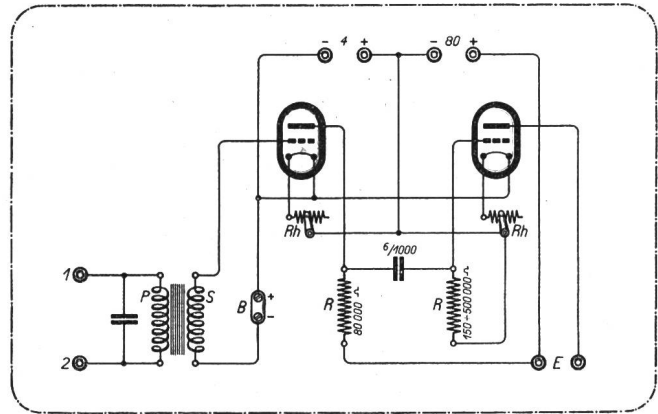 - 4 + - 80 +
Rh Rh
6/1000
1 P S B + - R 80 000 Ω R 150÷500 000 Ω
2 E